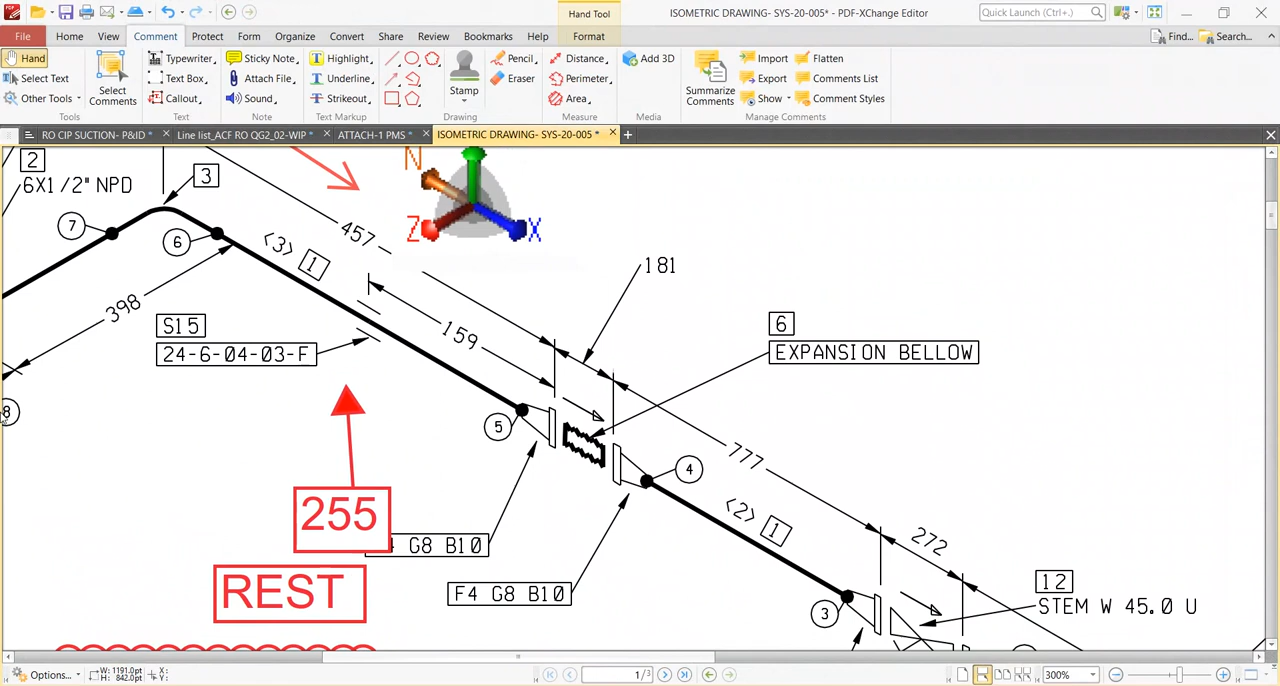 Hand Tool
ISOMETRIC DRAWING- SYS-20-005* - PDF-XChange Editor
Quick Launch (Ctrl+.)
File Home View Comment Protect Form Organize Convert Share Review Bookmarks Help Format
Find... Search...
Hand
Select Text
Other Tools
Tools
Select Comments
Typewriter
Text Box
Callout
Text
Sticky Note
Attach File
Sound
Note
Highlight
Underline
Strikeout
Text Markup
Stamp
Pencil
Eraser
Drawing
Distance
Perimeter
Area
Measure
Add 3D
Media
Summarize Comments
Import
Export
Show
Flatten
Comments List
Comment Styles
Manage Comments
RO CIP SUCTION- P&ID *
Line list_ACF RO QG2_02-WIP *
ATTACH-1 PMS *
ISOMETRIC DRAWING- SYS-20-005 *
2
6X1/2" NPD
3
N
Z
X
7
6
<3> 1
457
181
398
159
S15
24-6-04-03-F
6
EXPANSION BELLOW
8
5
4
777
255
G8 B10
<2> 1
272
REST
F4 G8 B10
12
STEM W 45.0 U
3
Options...
W: 1191.0pt
H: 842.0pt
X:
Y:
1/3
300%